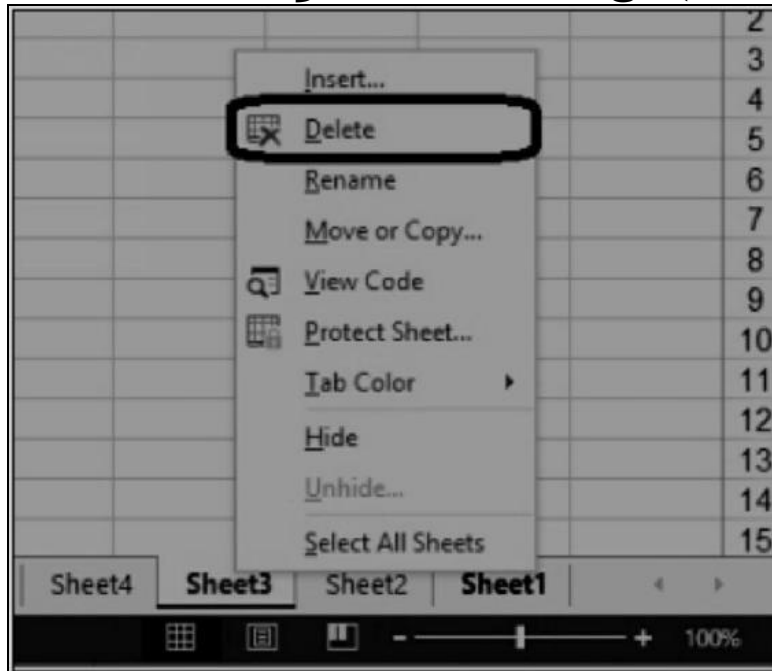 2
3
4
5
6
7
8
9
10
11
12
13
14
15
Insert...
Delete
Rename
Move or Copy...
View Code
Protect Sheet...
Tab Color
Hide
Unhide...
Select All Sheets
Sheet4 Sheet3 Sheet2 Sheet1
- + 100%